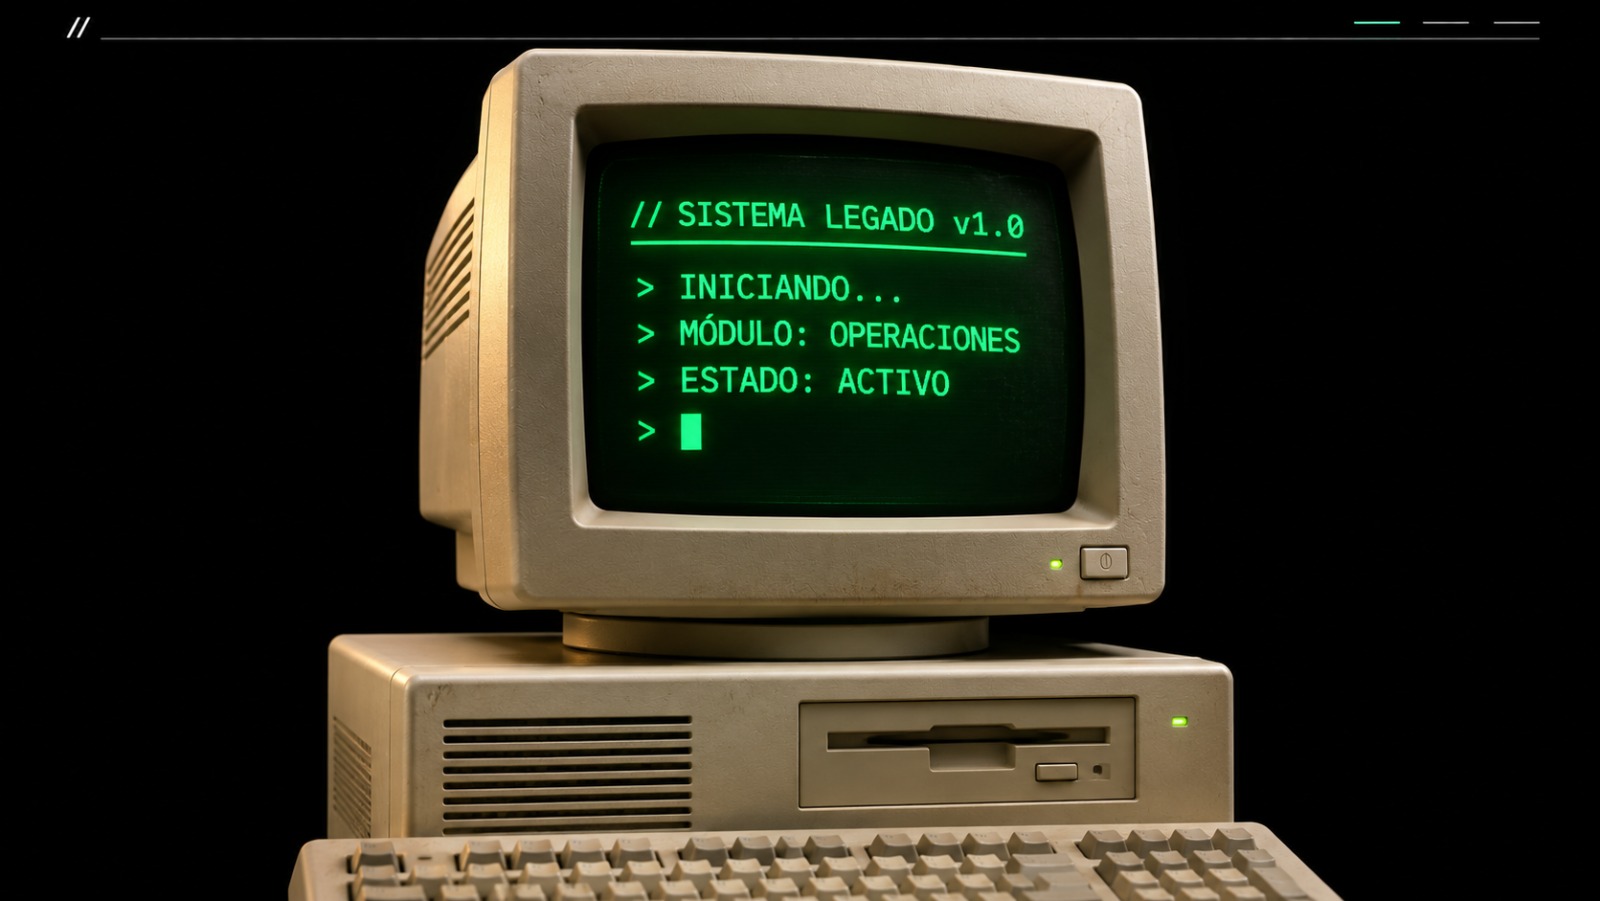 //
// SISTEMA LEGADO v1.0
> INICIANDO...
> MÓDULO: OPERACIONES
> ESTADO: ACTIVO
>